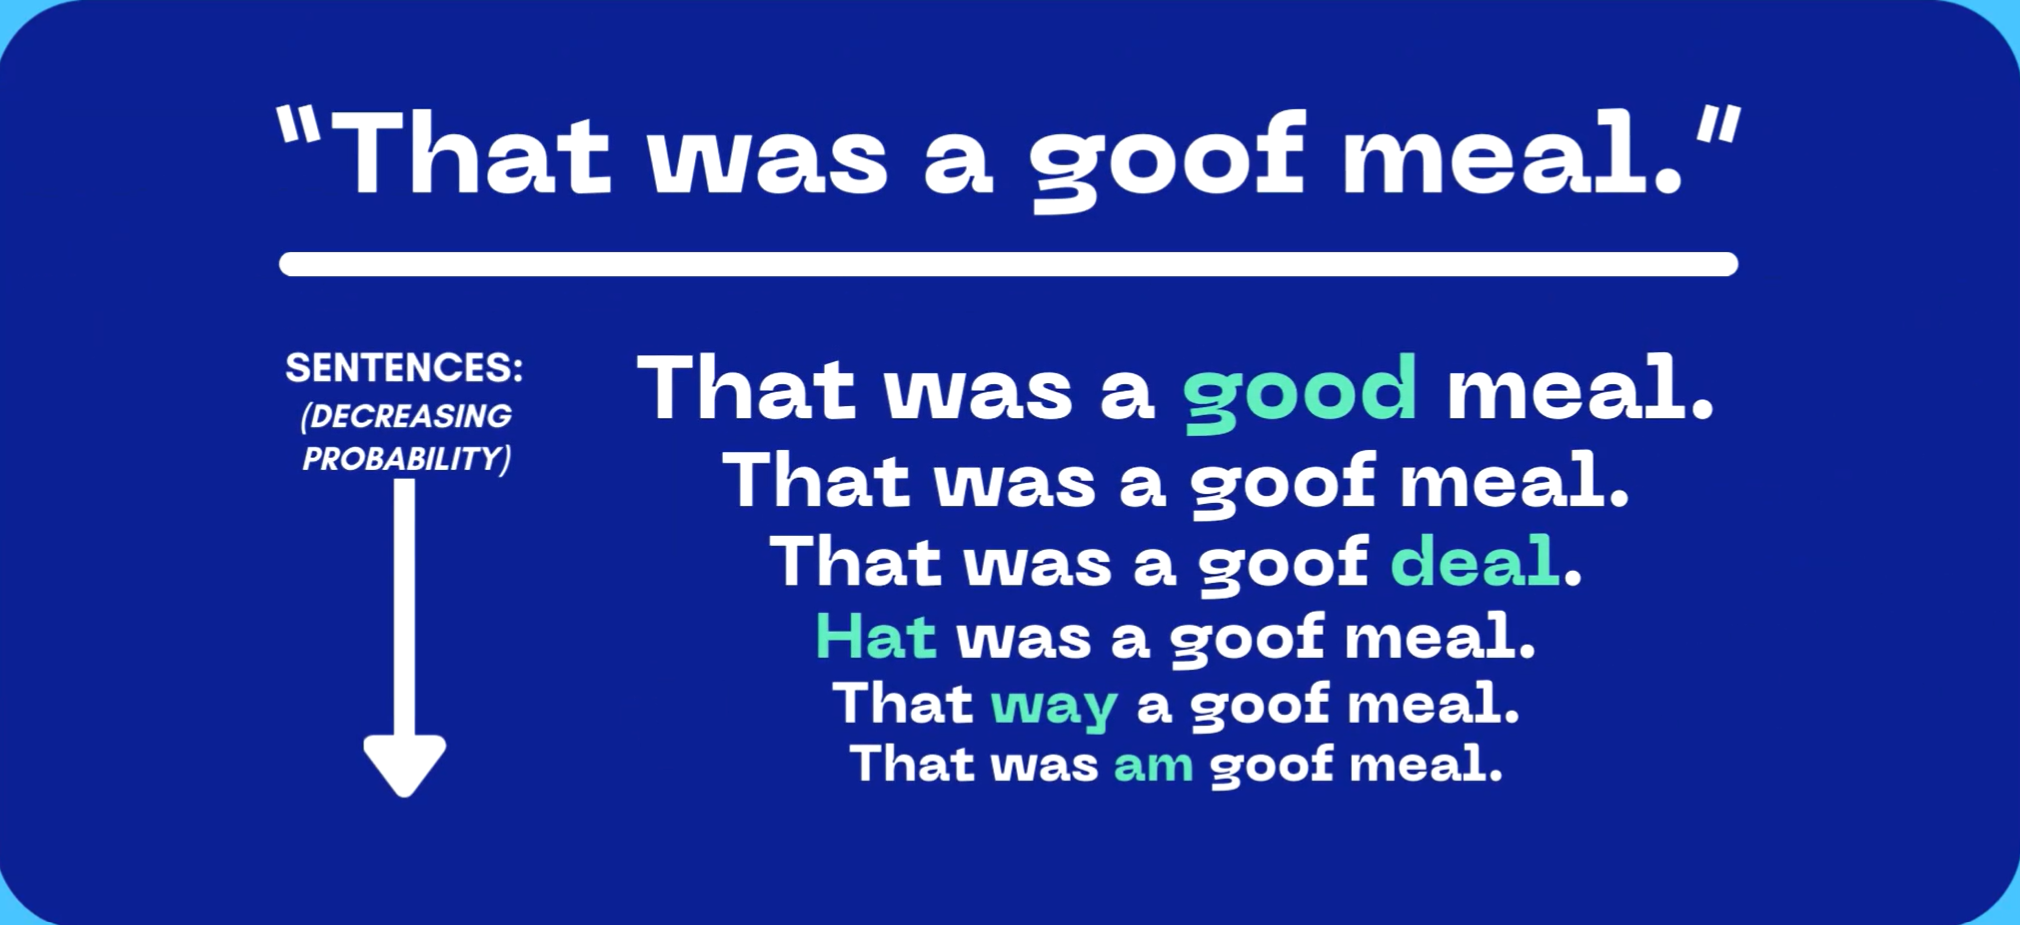 “That was a goof meal.”
SENTENCES:
(DECREASING
PROBABILITY)
That was a good meal.
That was a goof meal.
That was a goof deal.
Hat was a goof meal.
That way a goof meal.
That was am goof meal.